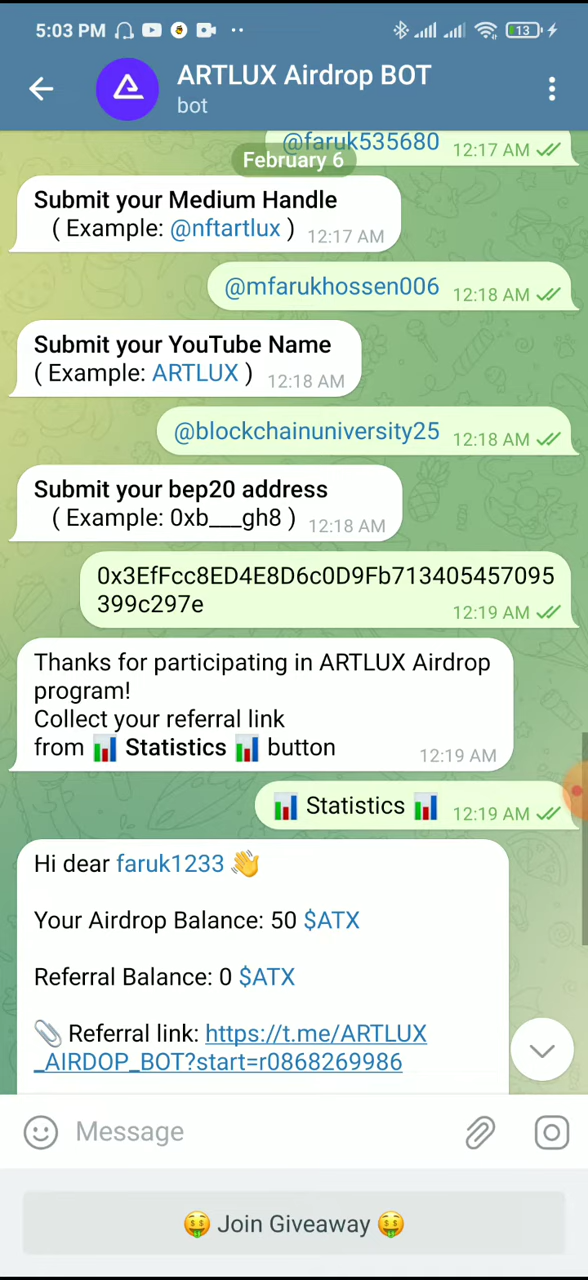 5:03 PM
13
ARTLUX Airdrop BOT
bot
@faruk535680 12:17 AM
February 6
Submit your Medium Handle
( Example: @nftartlux ) 12:17 AM
@mfarukhossen006 12:18 AM
Submit your YouTube Name
( Example: ARTLUX ) 12:18 AM
@blockchainuniversity25 12:18 AM
Submit your bep20 address
( Example: 0xb___gh8 ) 12:18 AM
0x3EfFcc8ED4E8D6c0D9Fb713405457095
399c297e 12:19 AM
Thanks for participating in ARTLUX Airdrop
program!
Collect your referral link
from 📊 Statistics 📊 button 12:19 AM
📊 Statistics 📊 12:19 AM
Hi dear faruk1233 👋
Your Airdrop Balance: 50 $ATX
Referral Balance: 0 $ATX
📎 Referral link: https://t.me/ARTLUX
_AIRDOP_BOT?start=r0868269986
Message
🤑 Join Giveaway 🤑